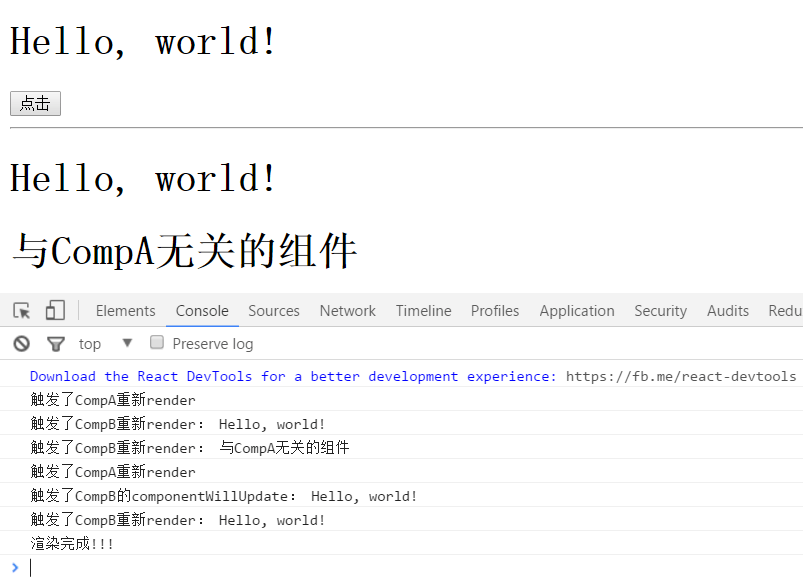 Hello, world!
点击
Hello, world!
与CompA无关的组件
Elements Console Sources Network Timeline Profiles Application Security Audits Redu
top ▼ Preserve log
Download the React DevTools for a better development experience: https://fb.me/react-devtools
触发了CompA重新render
触发了CompB重新render: Hello, world!
触发了CompB重新render: 与CompA无关的组件
触发了CompA重新render
触发了CompB的componentWillUpdate: Hello, world!
触发了CompB重新render: Hello, world!
渲染完成!!!